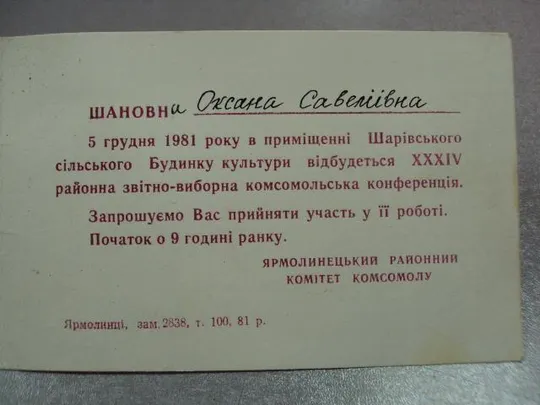 ШАНОВНа Оксана Савеліївна
5 грудня 1981 року в приміщенні Шарівського
сільського Будинку культури відбудеться XXXIV
районна звітно-виборна комсомольська конференція.
Запрошуємо Вас прийняти участь у її роботі.
Початок о 9 годині ранку.
ЯРМОЛИНЕЦЬКИЙ РАЙОННИЙ
КОМІТЕТ КОМСОМОЛУ
Ярмолинці, зам. 2838, т. 100, 81 р.